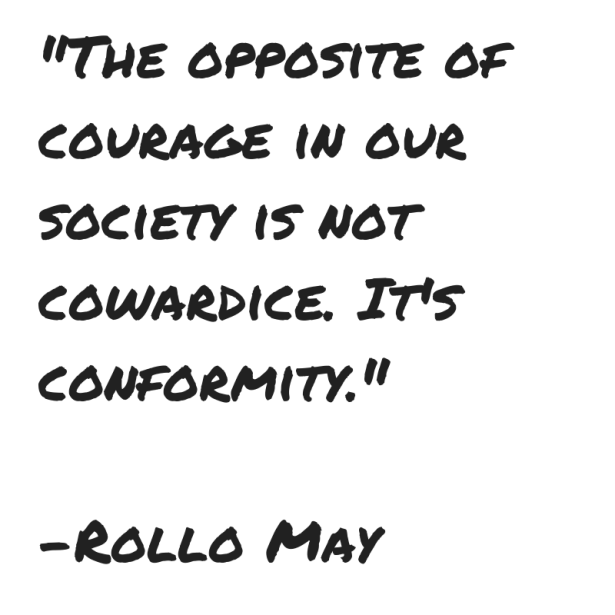 "The opposite of
courage in our
society is not
cowardice. It's
conformity."
-Rollo May